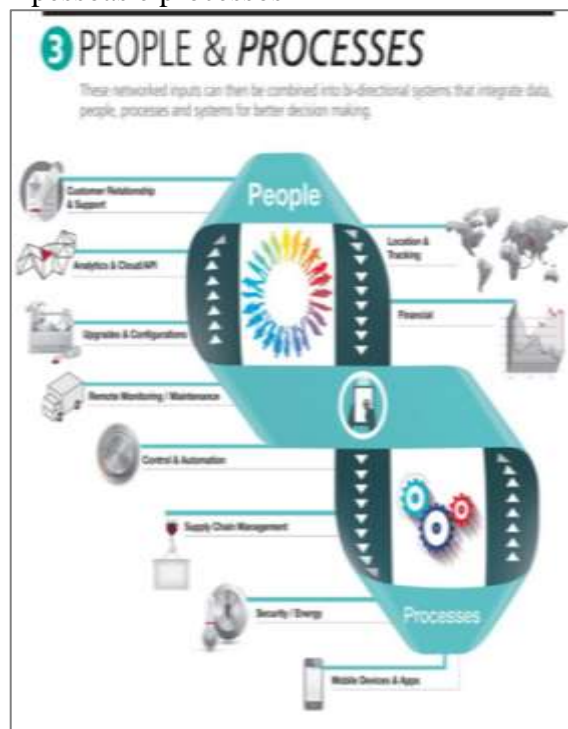 processes
3 PEOPLE & PROCESSES
These networked inputs can then be combined into bi-directional systems that integrate data,
people, processes and systems for better decision making.
People
Customer Relationship
& Support
Location &
Tracking
Analytics & Cloud/API
Financial
Upgrades & Configurations
Remote Monitoring / Maintenance
Control & Automation
Supply Chain Management
Security / Energy
Processes
Mobile Devices & Apps